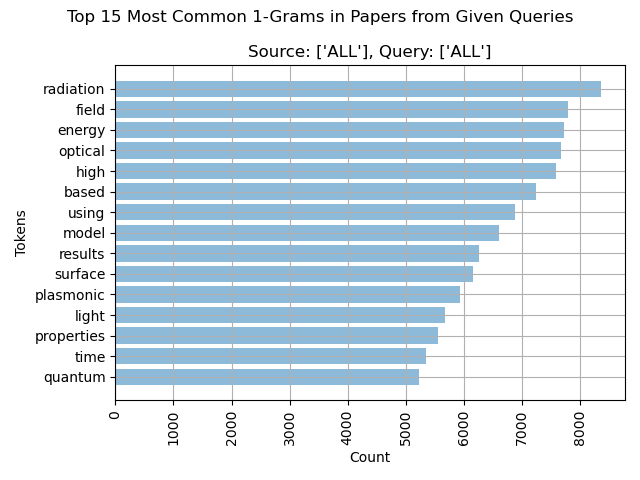 Top 15 Most Common 1-Grams in Papers from Given Queries
Source: ['ALL'], Query: ['ALL']
radiation
field
energy
optical
high
based
using
model
results
surface
plasmonic
light
properties
time
quantum
Tokens
0
1000
2000
3000
4000
5000
6000
7000
8000
Count